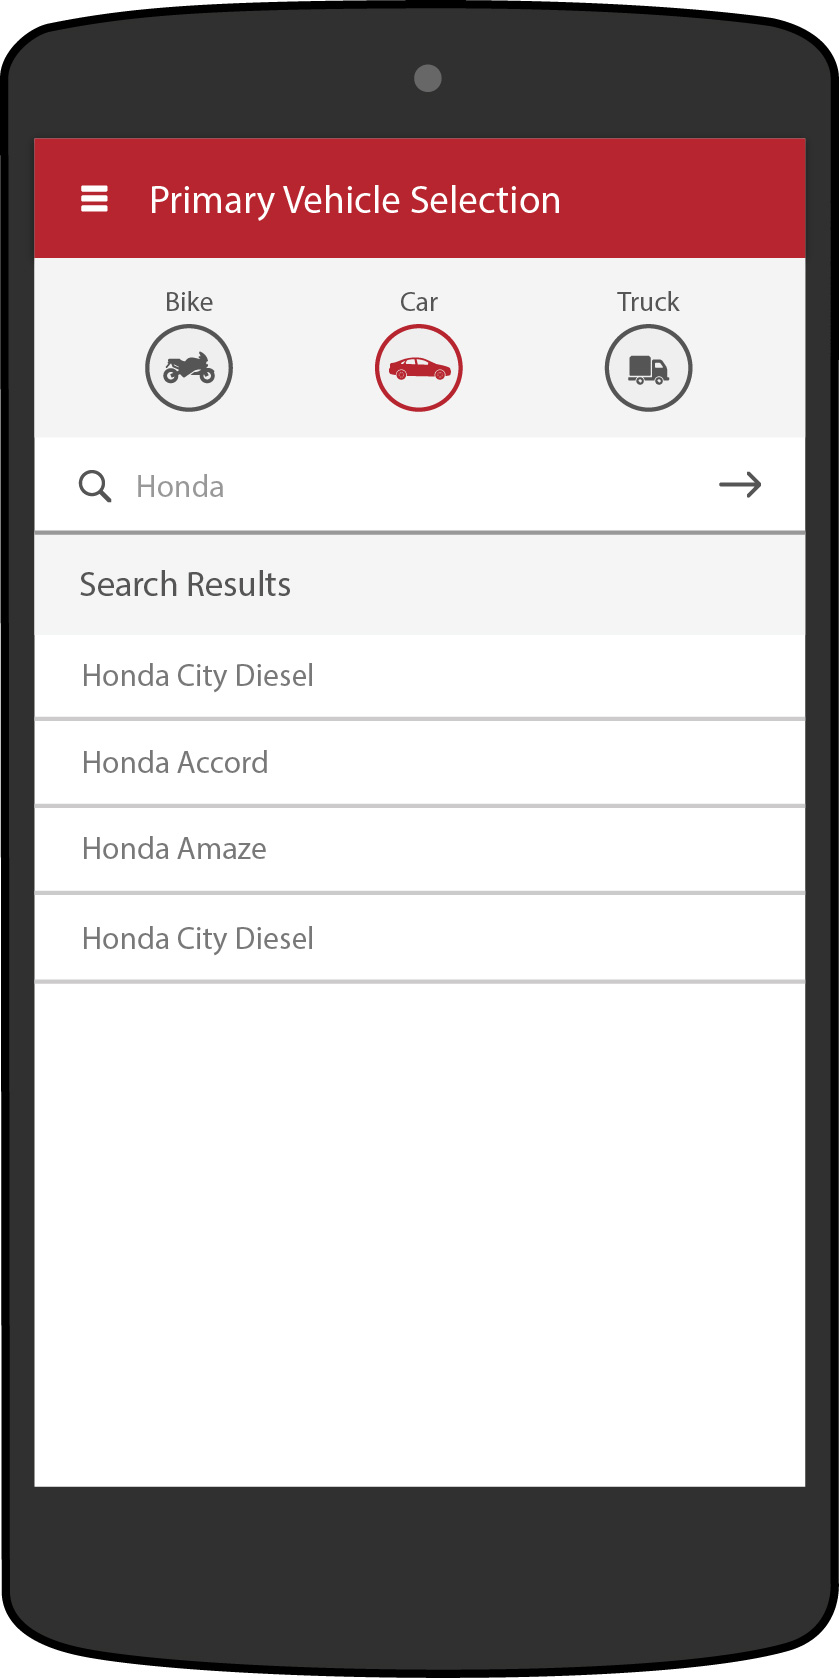 Primary Vehicle Selection
Bike Car Truck
Honda
Search Results
Honda City Diesel
Honda Accord
Honda Amaze
Honda City Diesel